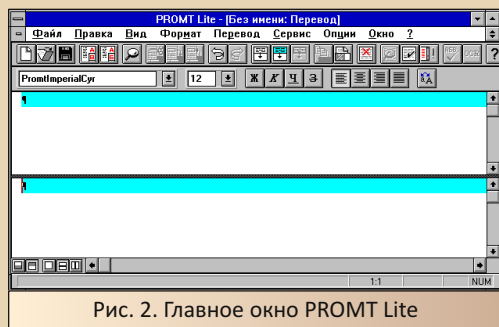 PROMT Lite - [Без имени: Перевод]
Файл Правка Вид Формат Перевод Сервис Опции Окно ?
PromtImperialCyr 12 Ж К Ч З
1:1 NUM
Рис. 2. Главное окно PROMT Lite